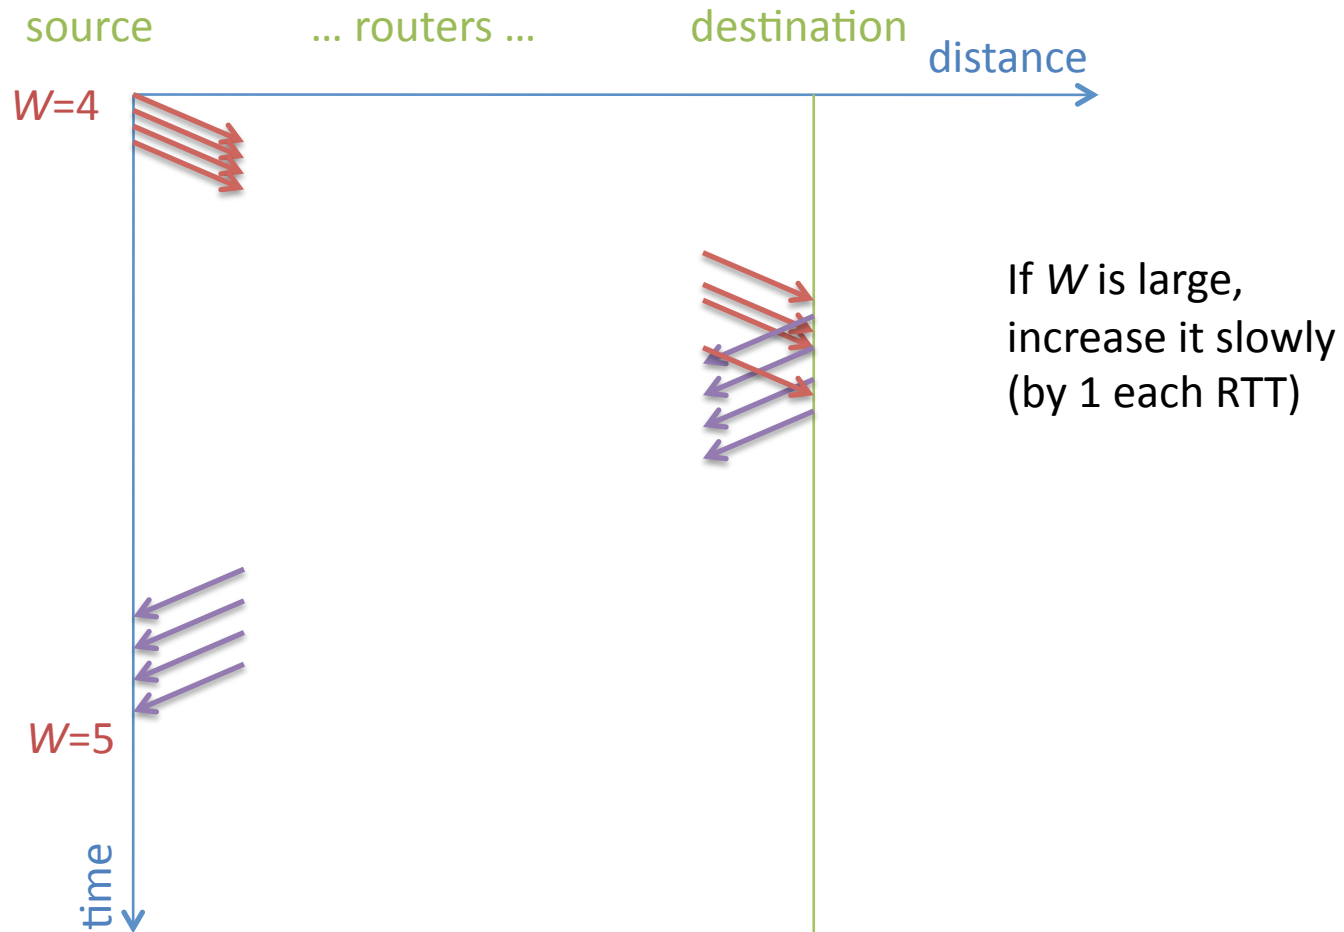 source
... routers ...
destination
distance
W=4
If W is large,
increase it slowly
(by 1 each RTT)
W=5
time